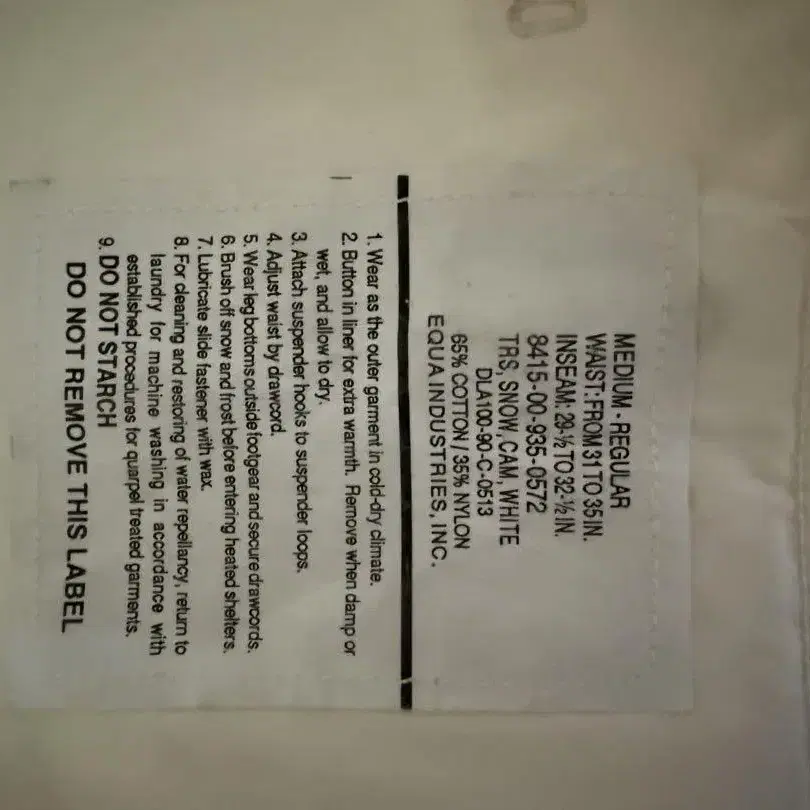 MEDIUM - REGULAR
WAIST: FROM 31 TO 35 IN.
INSEAM: 29-½ TO 32-½ IN.
8415-00-935-0572
TRS, SNOW, CAM, WHITE
DLA100-90-C-0513
65% COTTON / 35% NYLON
EQUA INDUSTRIES, INC.
1. Wear as the outer garment in cold-dry climate.
2. Button in liner for extra warmth. Remove when damp or
wet, and allow to dry.
3. Attach suspender hooks to suspender loops.
4. Adjust waist by drawcord.
5. Wear leg bottoms outside footgear and secure drawcords.
6. Brush off snow and frost before entering heated shelters.
7. Lubricate slide fastener with wax.
8. For cleaning and restoring of water repellancy, return to
laundry for machine washing in accordance with
established procedures for quarpel treated garments.
9. DO NOT STARCH
DO NOT REMOVE THIS LABEL